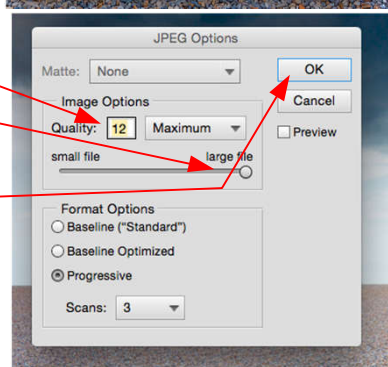 JPEG Options
Matte: None
OK
Image Options
Cancel
Quality: 12 Maximum
Preview
small file large file
Format Options
Baseline ("Standard")
Baseline Optimized
Progressive
Scans: 3